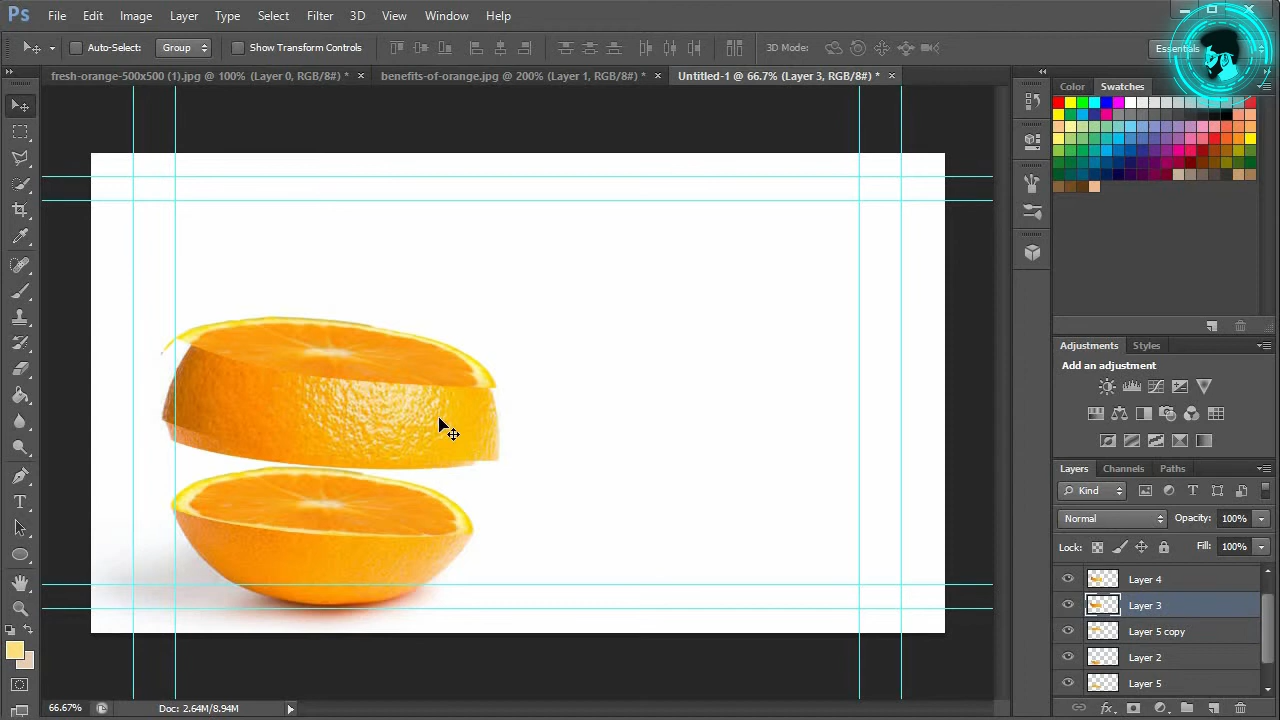 Ps File Edit Image Layer Type Select Filter 3D View Window Help
Auto-Select: Group Show Transform Controls 3D Mode: Essentials
fresh-orange-500x500 (1).jpg @ 100% (Layer 0, RGB/8#) * × benefits-of-orange.jpg @ 200% (Layer 1, RGB/8#) * × Untitled-1 @ 66.7% (Layer 3, RGB/8#) * ×
Color Swatches
Adjustments Styles
Add an adjustment
Layers Channels Paths
Kind
Normal Opacity: 100%
Lock: Fill: 100%
Layer 4
Layer 3
Layer 5 copy
Layer 2
Layer 5
66.67% Doc: 2.64M/8.94M